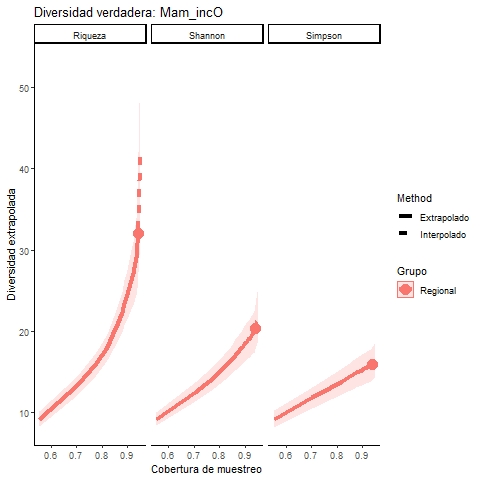 Diversidad verdadera: Mam_incO
Riqueza Shannon Simpson
50
40
30
20
10
Diversidad extrapolada
0.6 0.7 0.8 0.9 0.6 0.7 0.8 0.9 0.6 0.7 0.8 0.9
Cobertura de muestreo
Method
Extrapolado
Interpolado
Grupo
Regional